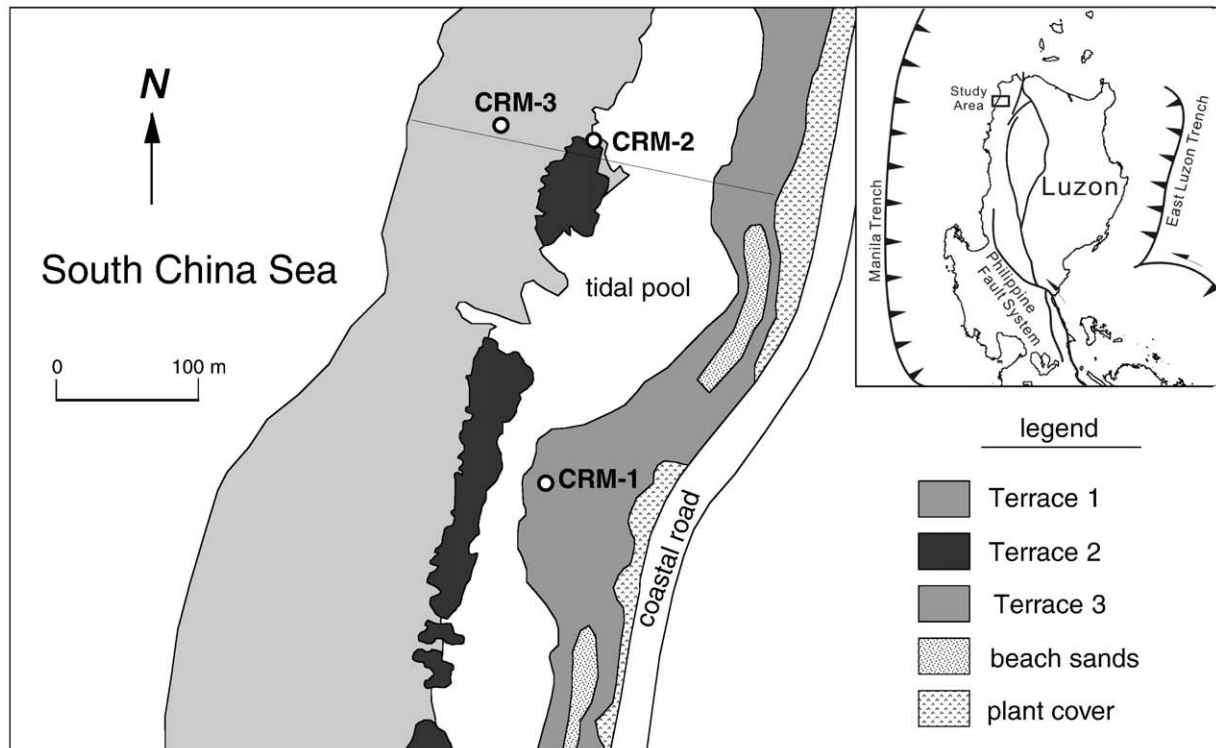 N
CRM-3
CRM-2
South China Sea
tidal pool
0
100 m
CRM-1
coastal road
Study
Area
Luzon
Manila Trench
East Luzon Trench
Philippine
Fault System
legend
Terrace 1
Terrace 2
Terrace 3
beach sands
plant cover